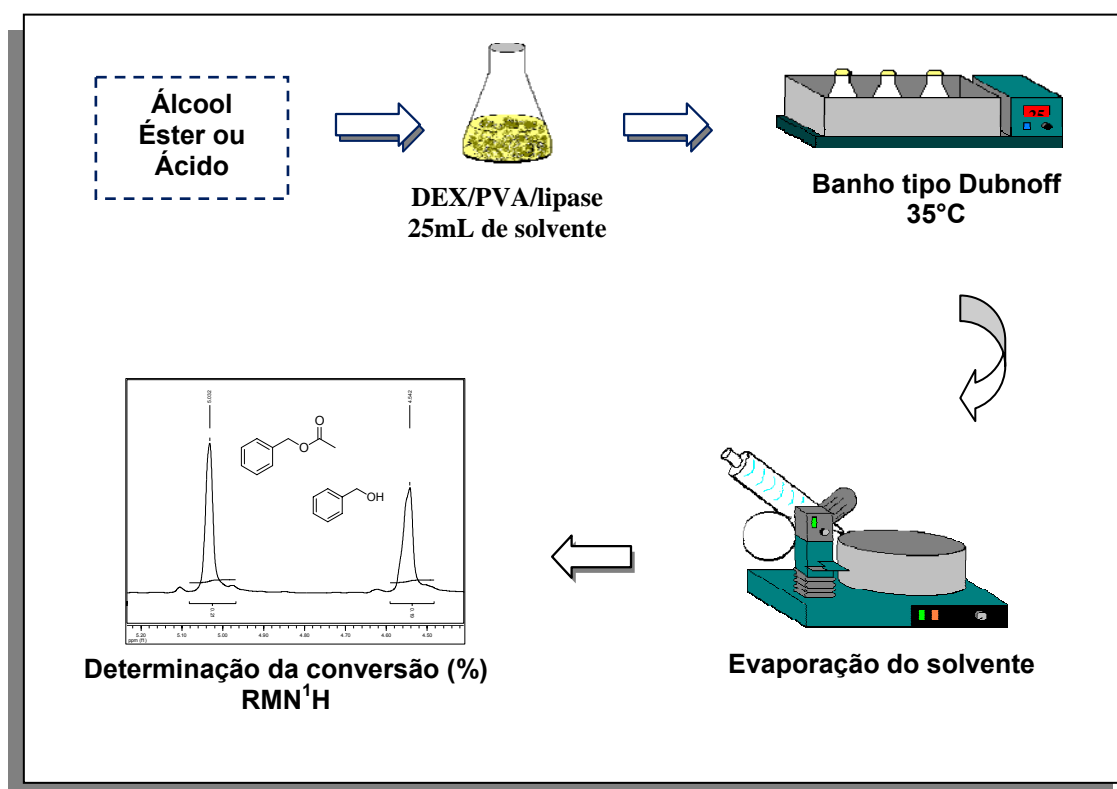 Álcool
Éster ou
Ácido
DEX/PVA/lipase
25mL de solvente
Banho tipo Dubnoff
35°C
5.032
4.542
O
O
OH
5.20 5.10 5.00 4.90 4.80 4.70 4.60 4.50
ppm (f1)
Determinação da conversão (%)
RMN¹H
Evaporação do solvente